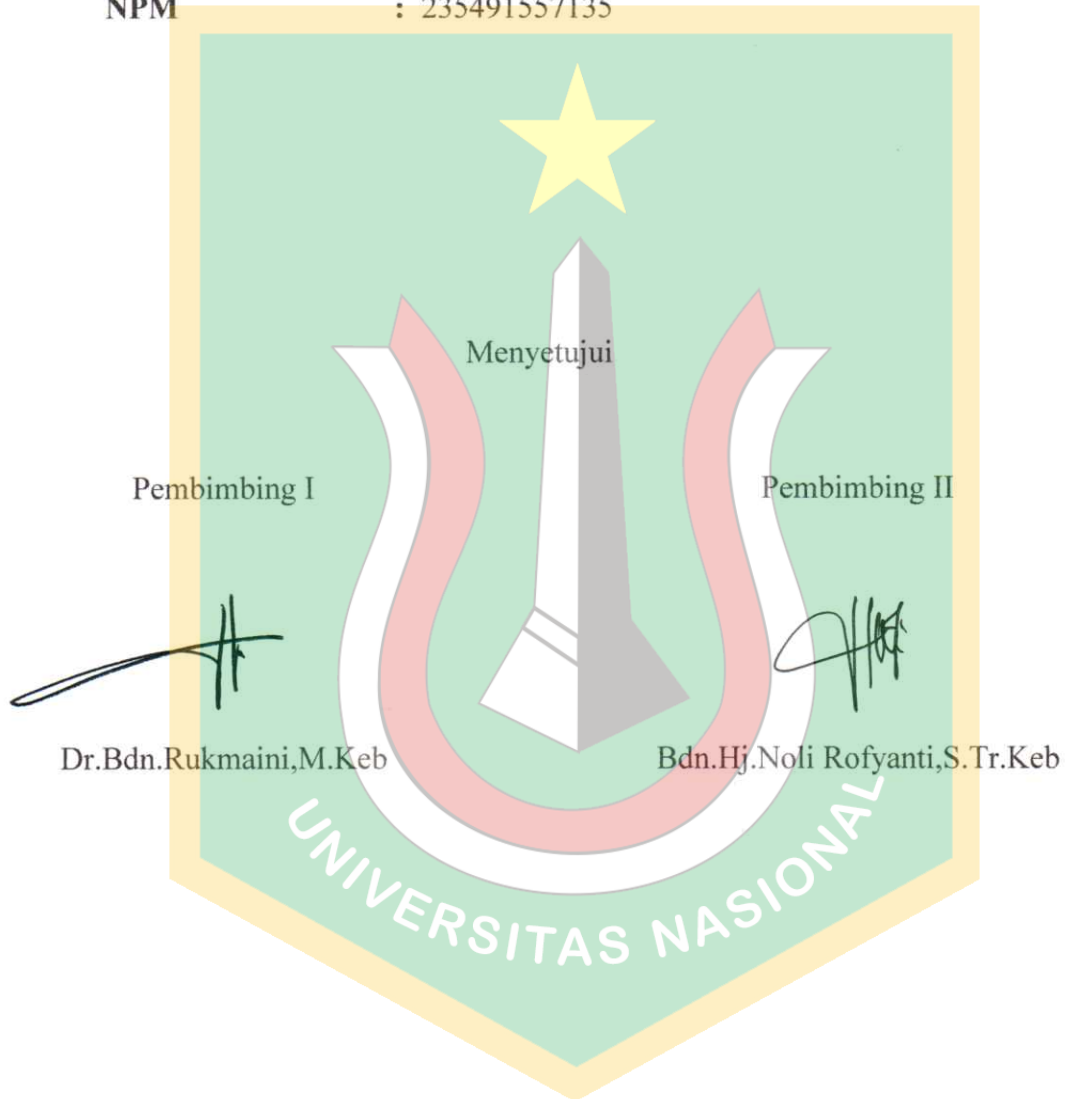 NPM : 235491557135
Menyetujui
Pembimbing I Pembimbing II
Dr.Bdn.Rukmaini,M.Keb Bdn.Hj.Noli Rofyanti,S.Tr.Keb
UNIVERSITAS NASIONAL